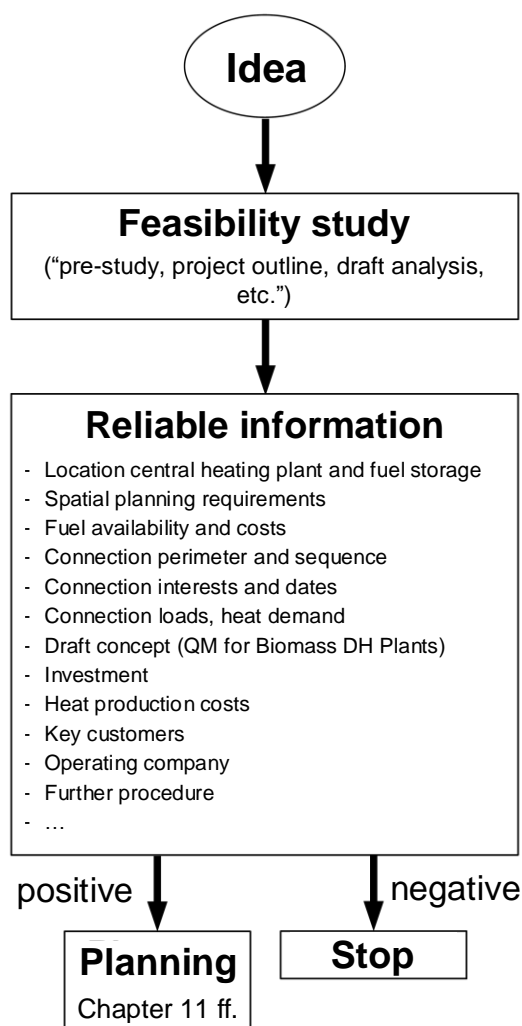 Idea
Feasibility study
(“pre-study, project outline, draft analysis,
etc.”)
Reliable information
- Location central heating plant and fuel storage
- Spatial planning requirements
- Fuel availability and costs
- Connection perimeter and sequence
- Connection interests and dates
- Connection loads, heat demand
- Draft concept (QM for Biomass DH Plants)
- Investment
- Heat production costs
- Key customers
- Operating company
- Further procedure
- …
positive
negative
Planning
Stop
Chapter 11 ff.